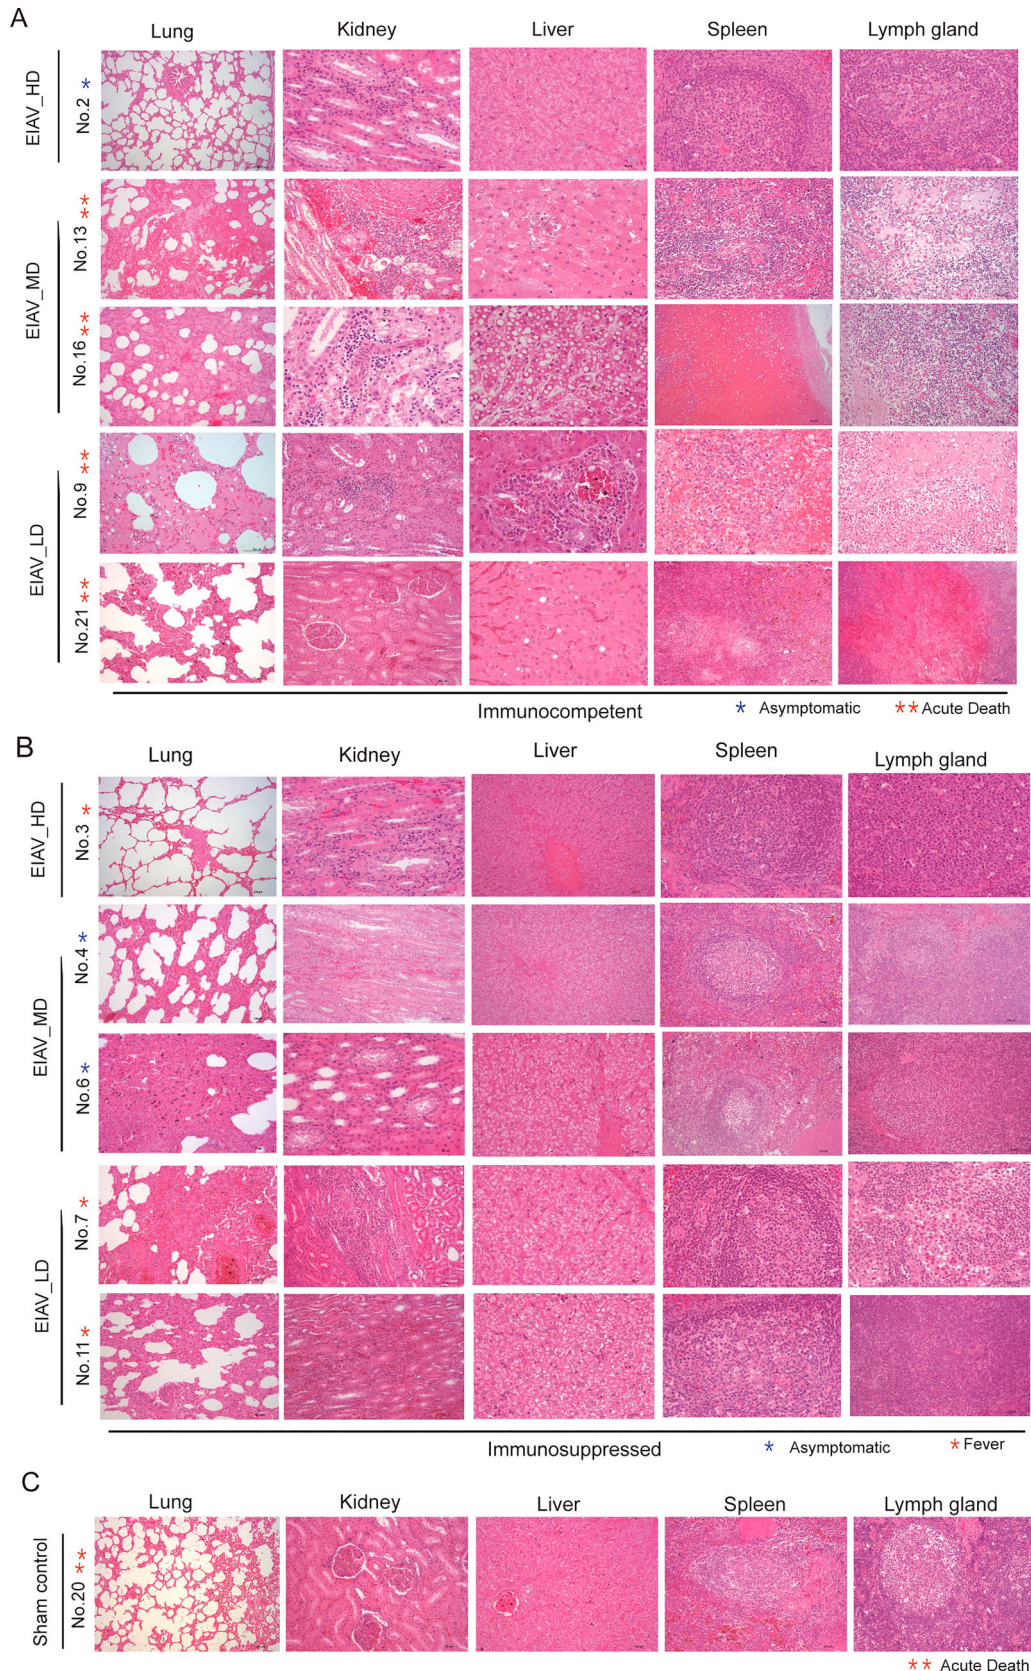 A
Lung Kidney Liver Spleen Lymph gland
EIAV_HD
No.2 *
EIAV_MD
No.13 **
No.16 **
EIAV_LD
No.9 **
No.21 **
Immunocompetent
* Asymptomatic ** Acute Death
B
Lung Kidney Liver Spleen Lymph gland
EIAV_HD
No.3 *
EIAV_MD
No.4 *
No.6 *
EIAV_LD
No.7 *
No.11 *
Immunosuppressed
* Asymptomatic * Fever
C
Lung Kidney Liver Spleen Lymph gland
Sham control
No.20 **
** Acute Death